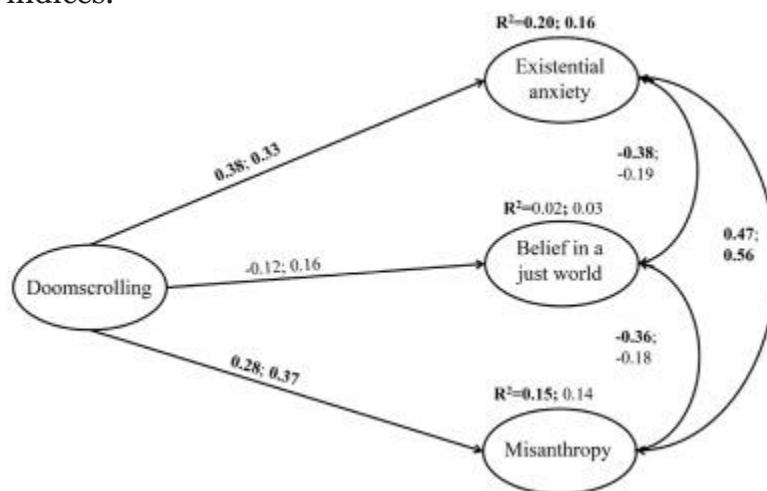 indices.
R²=0.20; 0.16
Existential
anxiety
0.38; 0.33
-0.38;
-0.19
R²=0.02; 0.03
0.47;
0.56
Belief in a
just world
-0.12; 0.16
Doomscrolling
-0.36;
-0.18
0.28; 0.37
R²=0.15; 0.14
Misanthropy